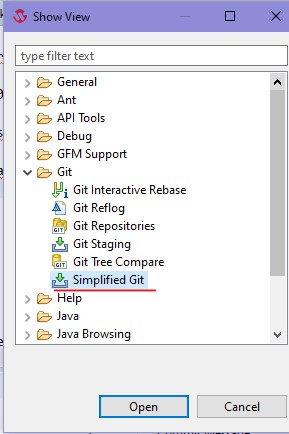 Show View
type filter text
General
Ant
API Tools
Debug
GFM Support
Git
Git Interactive Rebase
Git Reflog
Git Repositories
Git Staging
Git Tree Compare
Simplified Git
Help
Java
Java Browsing
Open
Cancel